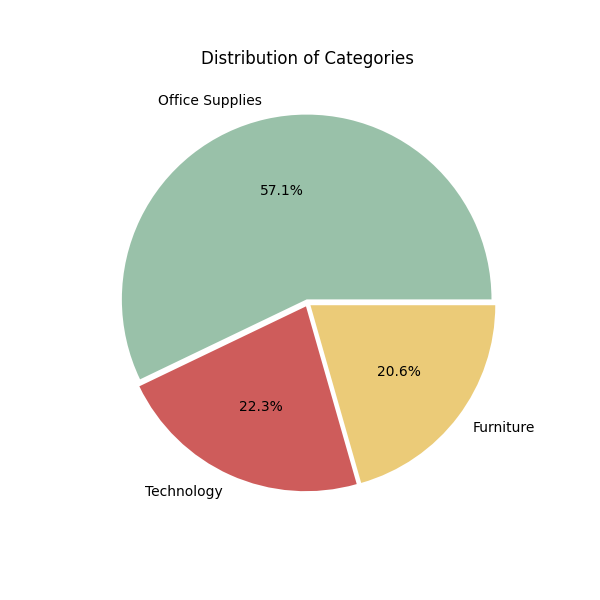 Distribution of Categories
Office Supplies
57.1%
20.6%
22.3%
Furniture
Technology